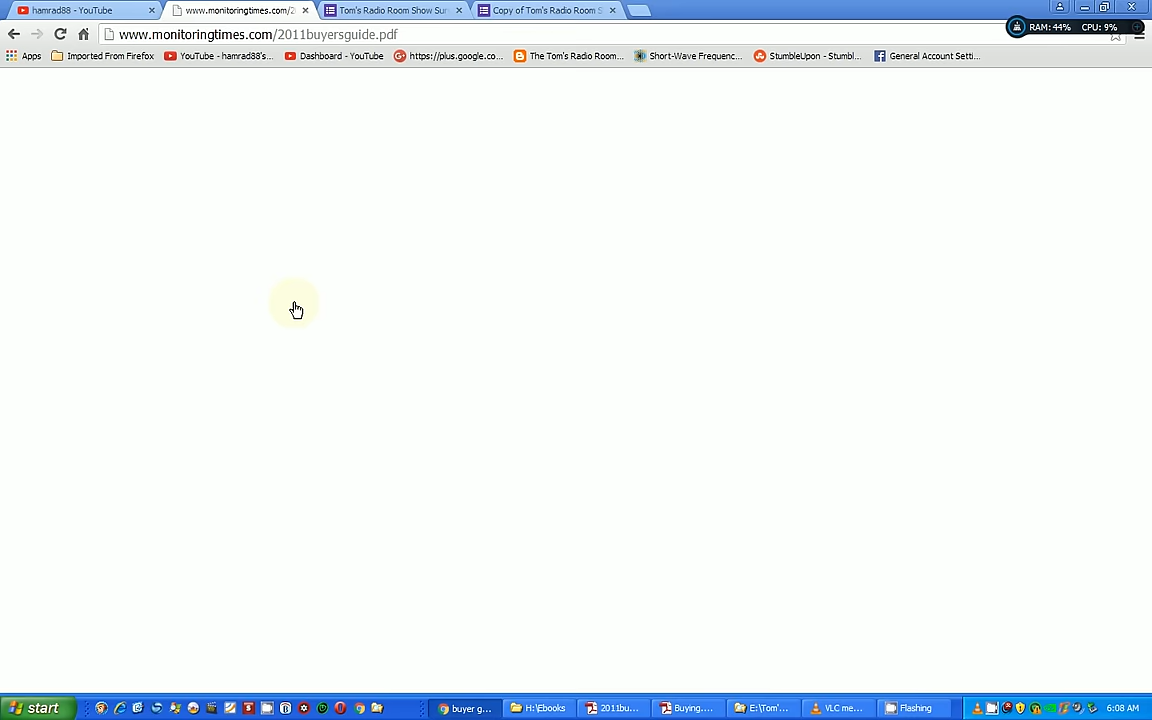 hamrad88 - YouTube
www.monitoringtimes.com/2
Tom's Radio Room Show Sur
Copy of Tom's Radio Room S
www.monitoringtimes.com/2011buyersguide.pdf
RAM: 44% CPU: 9%
Apps
Imported From Firefox
YouTube - hamrad88's...
Dashboard - YouTube
https://plus.google.co...
The Tom's Radio Room...
Short-Wave Frequenc...
StumbleUpon - Stumbl...
General Account Setti...
start
buyer g...
H:\Ebooks
2011bu...
Buying....
E:\Tom'...
VLC me...
Flashing
6:08 AM